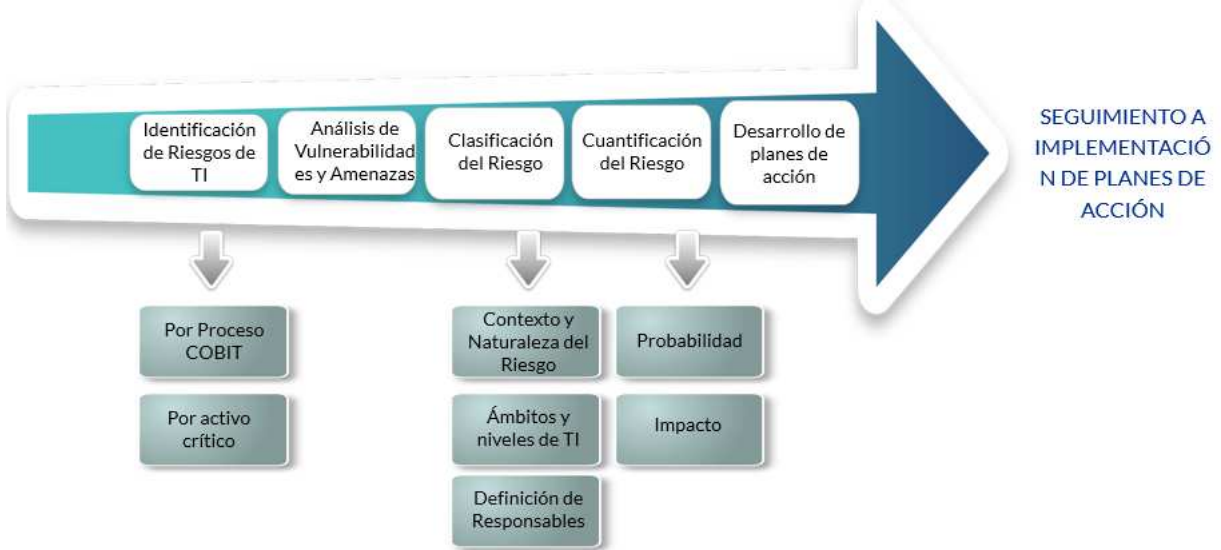 Identificación
de Riesgos de
TI
Análisis de
Vulnerabilidad
es y Amenazas
Clasificación
del Riesgo
Cuantificación
del Riesgo
Desarrollo de
planes de
acción
SEGUIMIENTO A
IMPLEMENTACIÓ
N DE PLANES DE
ACCIÓN
Por Proceso
COBIT
Por activo
crítico
Contexto y
Naturaleza del
Riesgo
Ámbitos y
niveles de TI
Definición de
Responsables
Probabilidad
Impacto